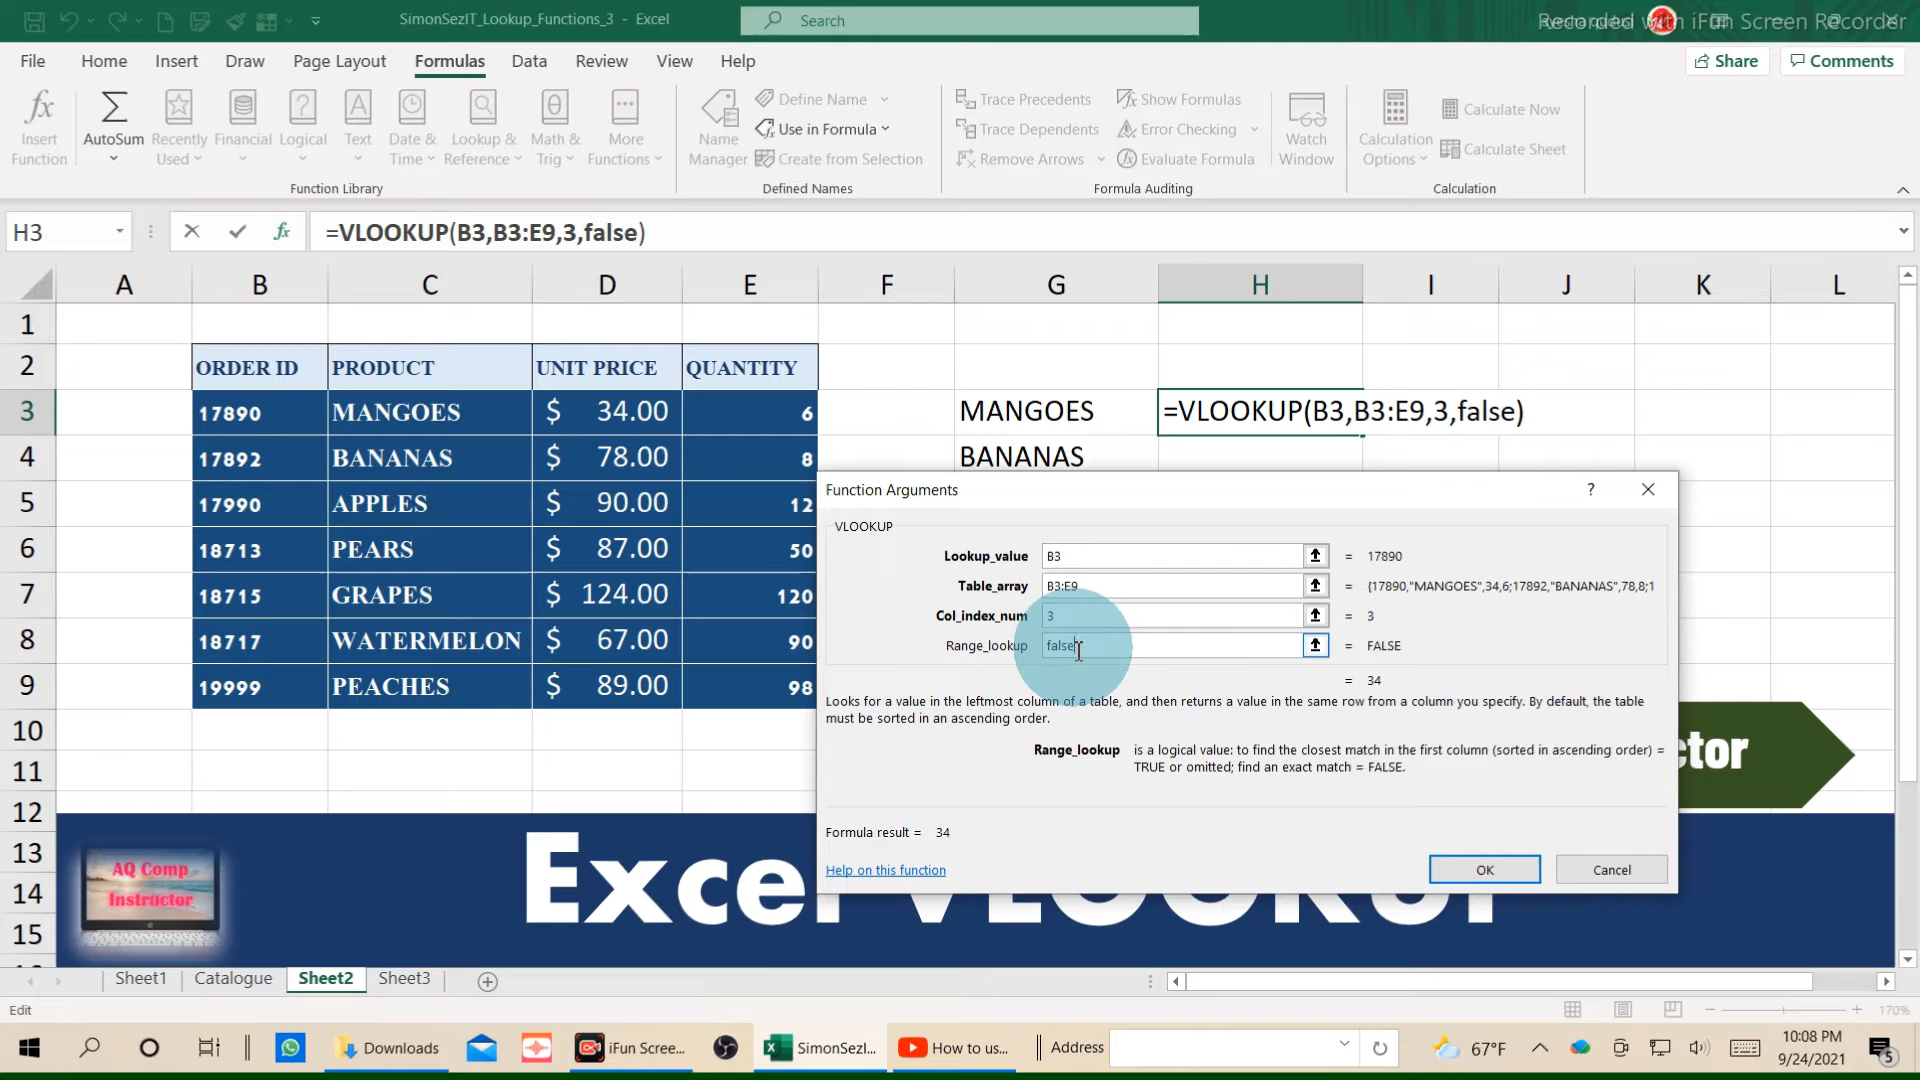 SimonSezIT_Lookup_Functions_3 - Excel
Search
Recorded with iFun Screen Recorder
File Home Insert Draw Page Layout Formulas Data Review View Help
Share Comments
Insert Function
AutoSum
Recently Used
Financial
Logical
Text
Date & Time
Lookup & Reference
Math & Trig
More Functions
Function Library
Name Manager
Define Name
Use in Formula
Create from Selection
Defined Names
Trace Precedents
Trace Dependents
Remove Arrows
Show Formulas
Error Checking
Evaluate Formula
Formula Auditing
Watch Window
Calculation Options
Calculate Now
Calculate Sheet
Calculation
H3 fx =VLOOKUP(B3,B3:E9,3,false)
A B C D E F G H I J K L
1
2 ORDER ID PRODUCT UNIT PRICE QUANTITY
3 17890 MANGOES $ 34.00 6 MANGOES =VLOOKUP(B3,B3:E9,3,false)
4 17892 BANANAS $ 78.00 8 BANANAS
5 17990 APPLES $ 90.00 12
6 18713 PEARS $ 87.00 50
7 18715 GRAPES $ 124.00 120
8 18717 WATERMELON $ 67.00 90
9 19999 PEACHES $ 89.00 98
10
11
12
13
14
15
Function Arguments ?
VLOOKUP
Lookup_value B3 = 17890
Table_array B3:E9 = {17890,"MANGOES",34,6;17892,"BANANAS",78,8;1
Col_index_num 3 = 3
Range_lookup false = FALSE
= 34
Looks for a value in the leftmost column of a table, and then returns a value in the same row from a column you specify. By default, the table
must be sorted in an ascending order.
Range_lookup is a logical value: to find the closest match in the first column (sorted in ascending order) =
TRUE or omitted; find an exact match = FALSE.
Formula result = 34
Help on this function
OK Cancel
ctor
AQ Comp
Instructor
Excel VLOOKUP
Sheet1 Catalogue Sheet2 Sheet3
Edit
170%
Downloads
iFun Scree...
SimonSezI...
How to us...
Address
67°F
10:08 PM
9/24/2021
5